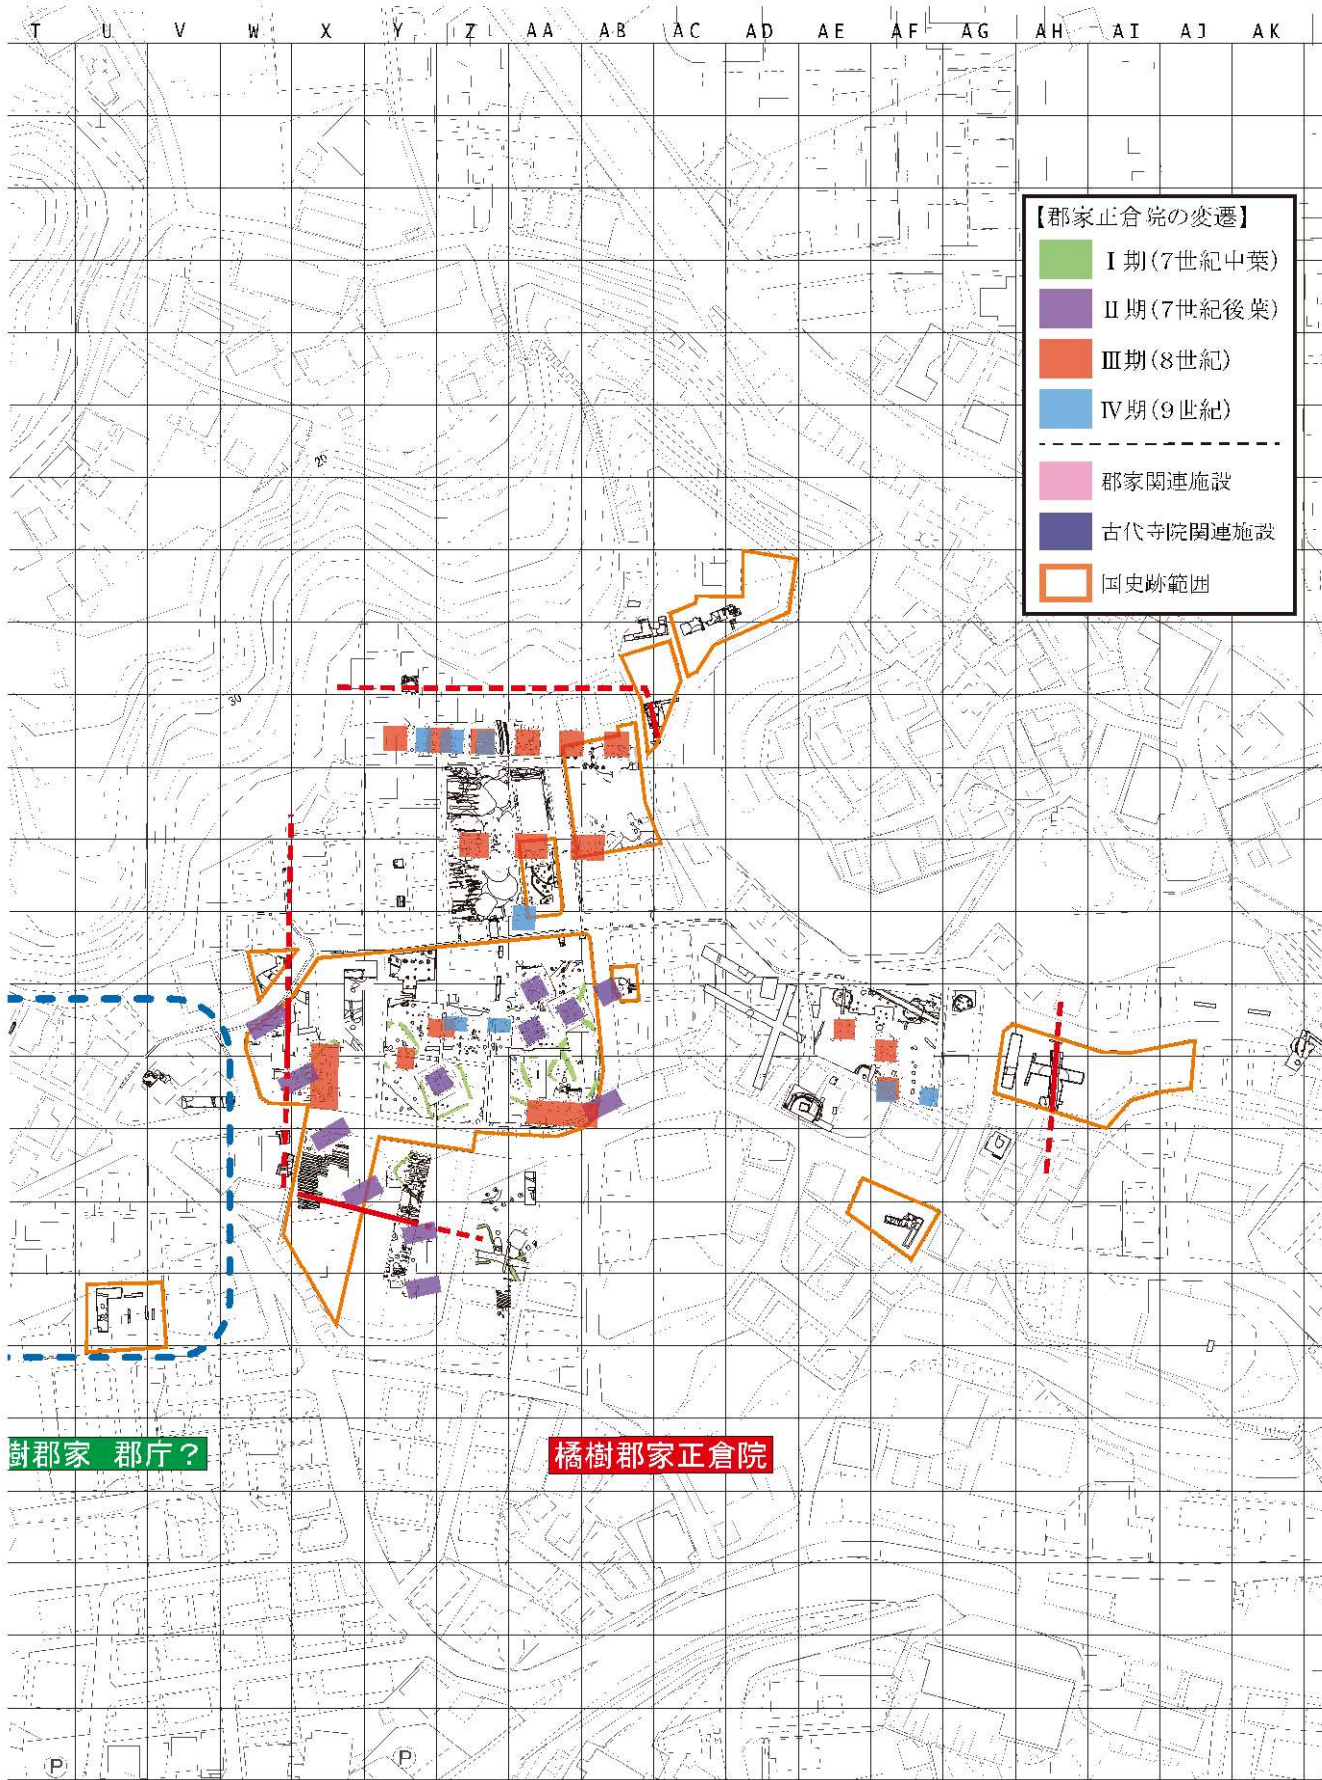 T U V W X Y Z AA AB AC AD AE AF AG AH AI AJ AK
【郡家正倉院の変遷】
Ⅰ期(7世紀中葉)
Ⅱ期(7世紀後葉)
Ⅲ期(8世紀)
Ⅳ期(9世紀)
郡家関連施設
古代寺院関連施設
国史跡範囲
20
30
樹郡家 郡庁?
橘樹郡家正倉院
P
P